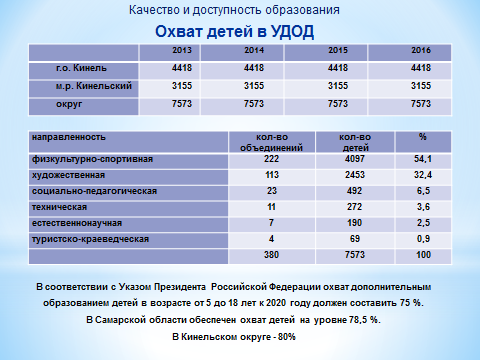 Качество и доступность образования
Охват детей в УДОД
2013 2014 2015 2016
г.о. Кинель 4418 4418 4418 4418
м.р. Кинельский 3155 3155 3155 3155
округ 7573 7573 7573 7573
направленность кол-во объединений кол-во детей %
физкультурно-спортивная 222 4097 54,1
художественная 113 2453 32,4
социально-педагогическая 23 492 6,5
техническая 11 272 3,6
естественнонаучная 7 190 2,5
туристско-краеведческая 4 69 0,9
380 7573 100
В соответствии с Указом Президента Российской Федерации охват дополнительным
образованием детей в возрасте от 5 до 18 лет к 2020 году должен составить 75 %.
В Самарской области обеспечен охват детей на уровне 78,5 %.
В Кинельском округе - 80%